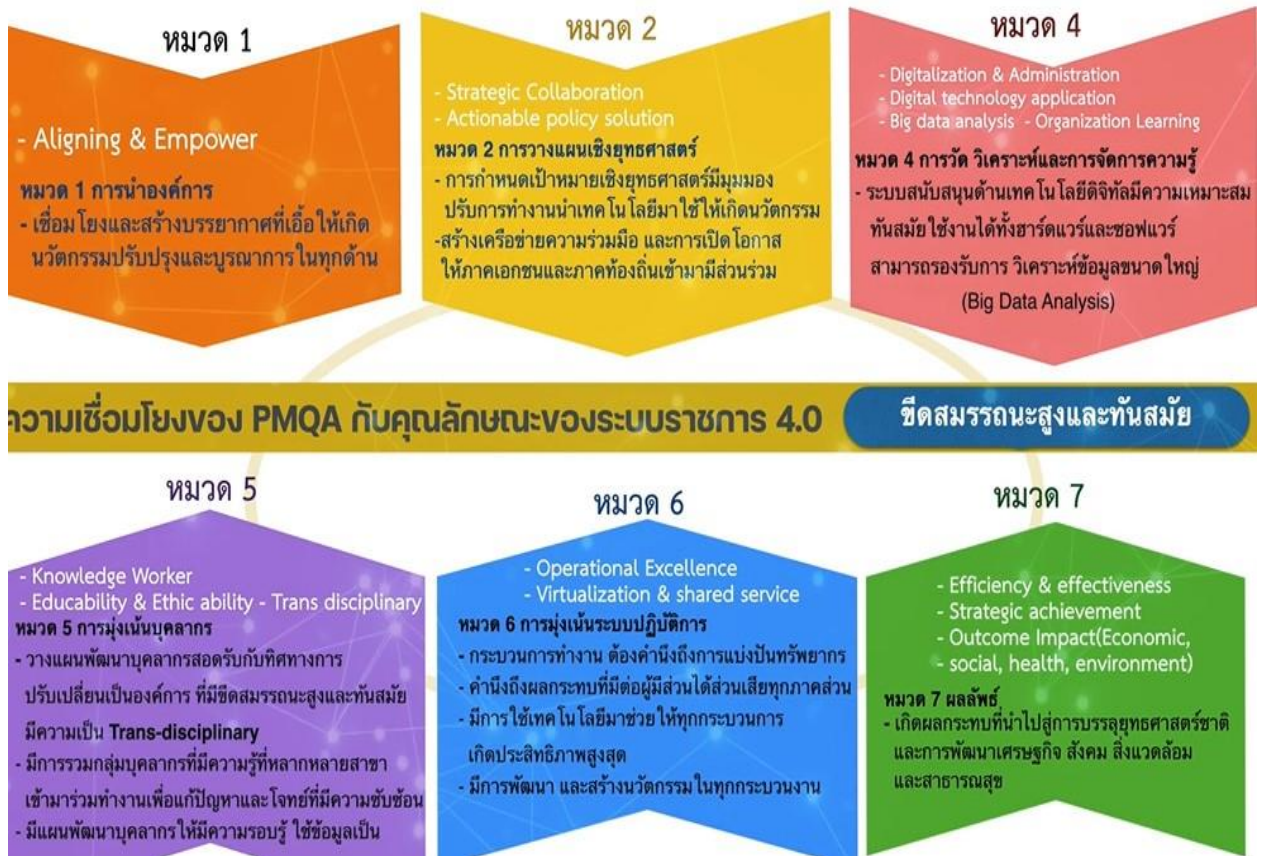 หมวด 1
- Aligning & Empower
หมวด 1 การนำองค์การ
- เชื่อมโยงและสร้างบรรยากาศที่เอื้อให้เกิด
นวัตกรรมปรับปรุงและบูรณาการในทุกด้าน
หมวด 2
- Strategic Collaboration
- Actionable policy solution
หมวด 2 การวางแผนเชิงยุทธศาสตร์
- การกำหนดเป้าหมายเชิงยุทธศาสตร์มีมุมมอง
ปรับการทำงานนำเทคโนโลยีมาใช้ให้เกิดนวัตกรรม
-สร้างเครือข่ายความร่วมมือ และการเปิดโอกาส
ให้ภาคเอกชนและภาคท้องถิ่นเข้ามามีส่วนร่วม
หมวด 4
- Digitalization & Administration
- Digital technology application
- Big data analysis - Organization Learning
หมวด 4 การวัด วิเคราะห์และการจัดการความรู้
- ระบบสนับสนุนด้านเทคโนโลยีดิจิทัลมีความเหมาะสม
ทันสมัยใช้งานได้ทั้งฮาร์ดแวร์และซอฟแวร์
สามารถรองรับการ วิเคราะห์ข้อมูลขนาดใหญ่
(Big Data Analysis)
ความเชื่อมโยงของ PMQA กับคุณลักษณะของระบบราชการ 4.0
ขีดสมรรถนะสูงและทันสมัย
หมวด 5
- Knowledge Worker
- Educability & Ethic ability - Trans disciplinary
หมวด 5 การมุ่งเน้นบุคลากร
- วางแผนพัฒนาบุคลากรสอดรับกับทิศทางการ
ปรับเปลี่ยนเป็นองค์การ ที่มีขีดสมรรถนะสูงและทันสมัย
มีความเป็น Trans-disciplinary
- มีการรวมกลุ่มบุคลากรที่มีความรู้ที่หลากหลายสาขา
เข้ามาร่วมทำงานเพื่อแก้ปัญหาและโจทย์ที่มีความซับซ้อน
- มีแผนพัฒนาบุคลากรให้มีความรอบรู้ ใช้ข้อมูลเป็น
หมวด 6
- Operational Excellence
- Virtualization & shared service
หมวด 6 การมุ่งเน้นระบบปฏิบัติการ
- กระบวนการทำงาน ต้องคำนึงถึงการแบ่งปันทรัพยากร
- คำนึงถึงผลกระทบที่มีต่อผู้มีส่วนได้ส่วนเสียทุกภาคส่วน
- มีการใช้เทคโนโลยีมาช่วยให้ทุกกระบวนการ
เกิดประสิทธิภาพสูงสุด
- มีการพัฒนา และสร้างนวัตกรรมในทุกกระบวนงาน
หมวด 7
- Efficiency & effectiveness
- Strategic achievement
- Outcome Impact(Economic,
- social, health, environment)
หมวด 7 ผลลัพธ์
- เกิดผลกระทบที่นำไปสู่การบรรลุยุทธศาสตร์ชาติ
และการพัฒนาเศรษฐกิจ สังคม สิ่งแวดล้อม
และสาธารณสุข